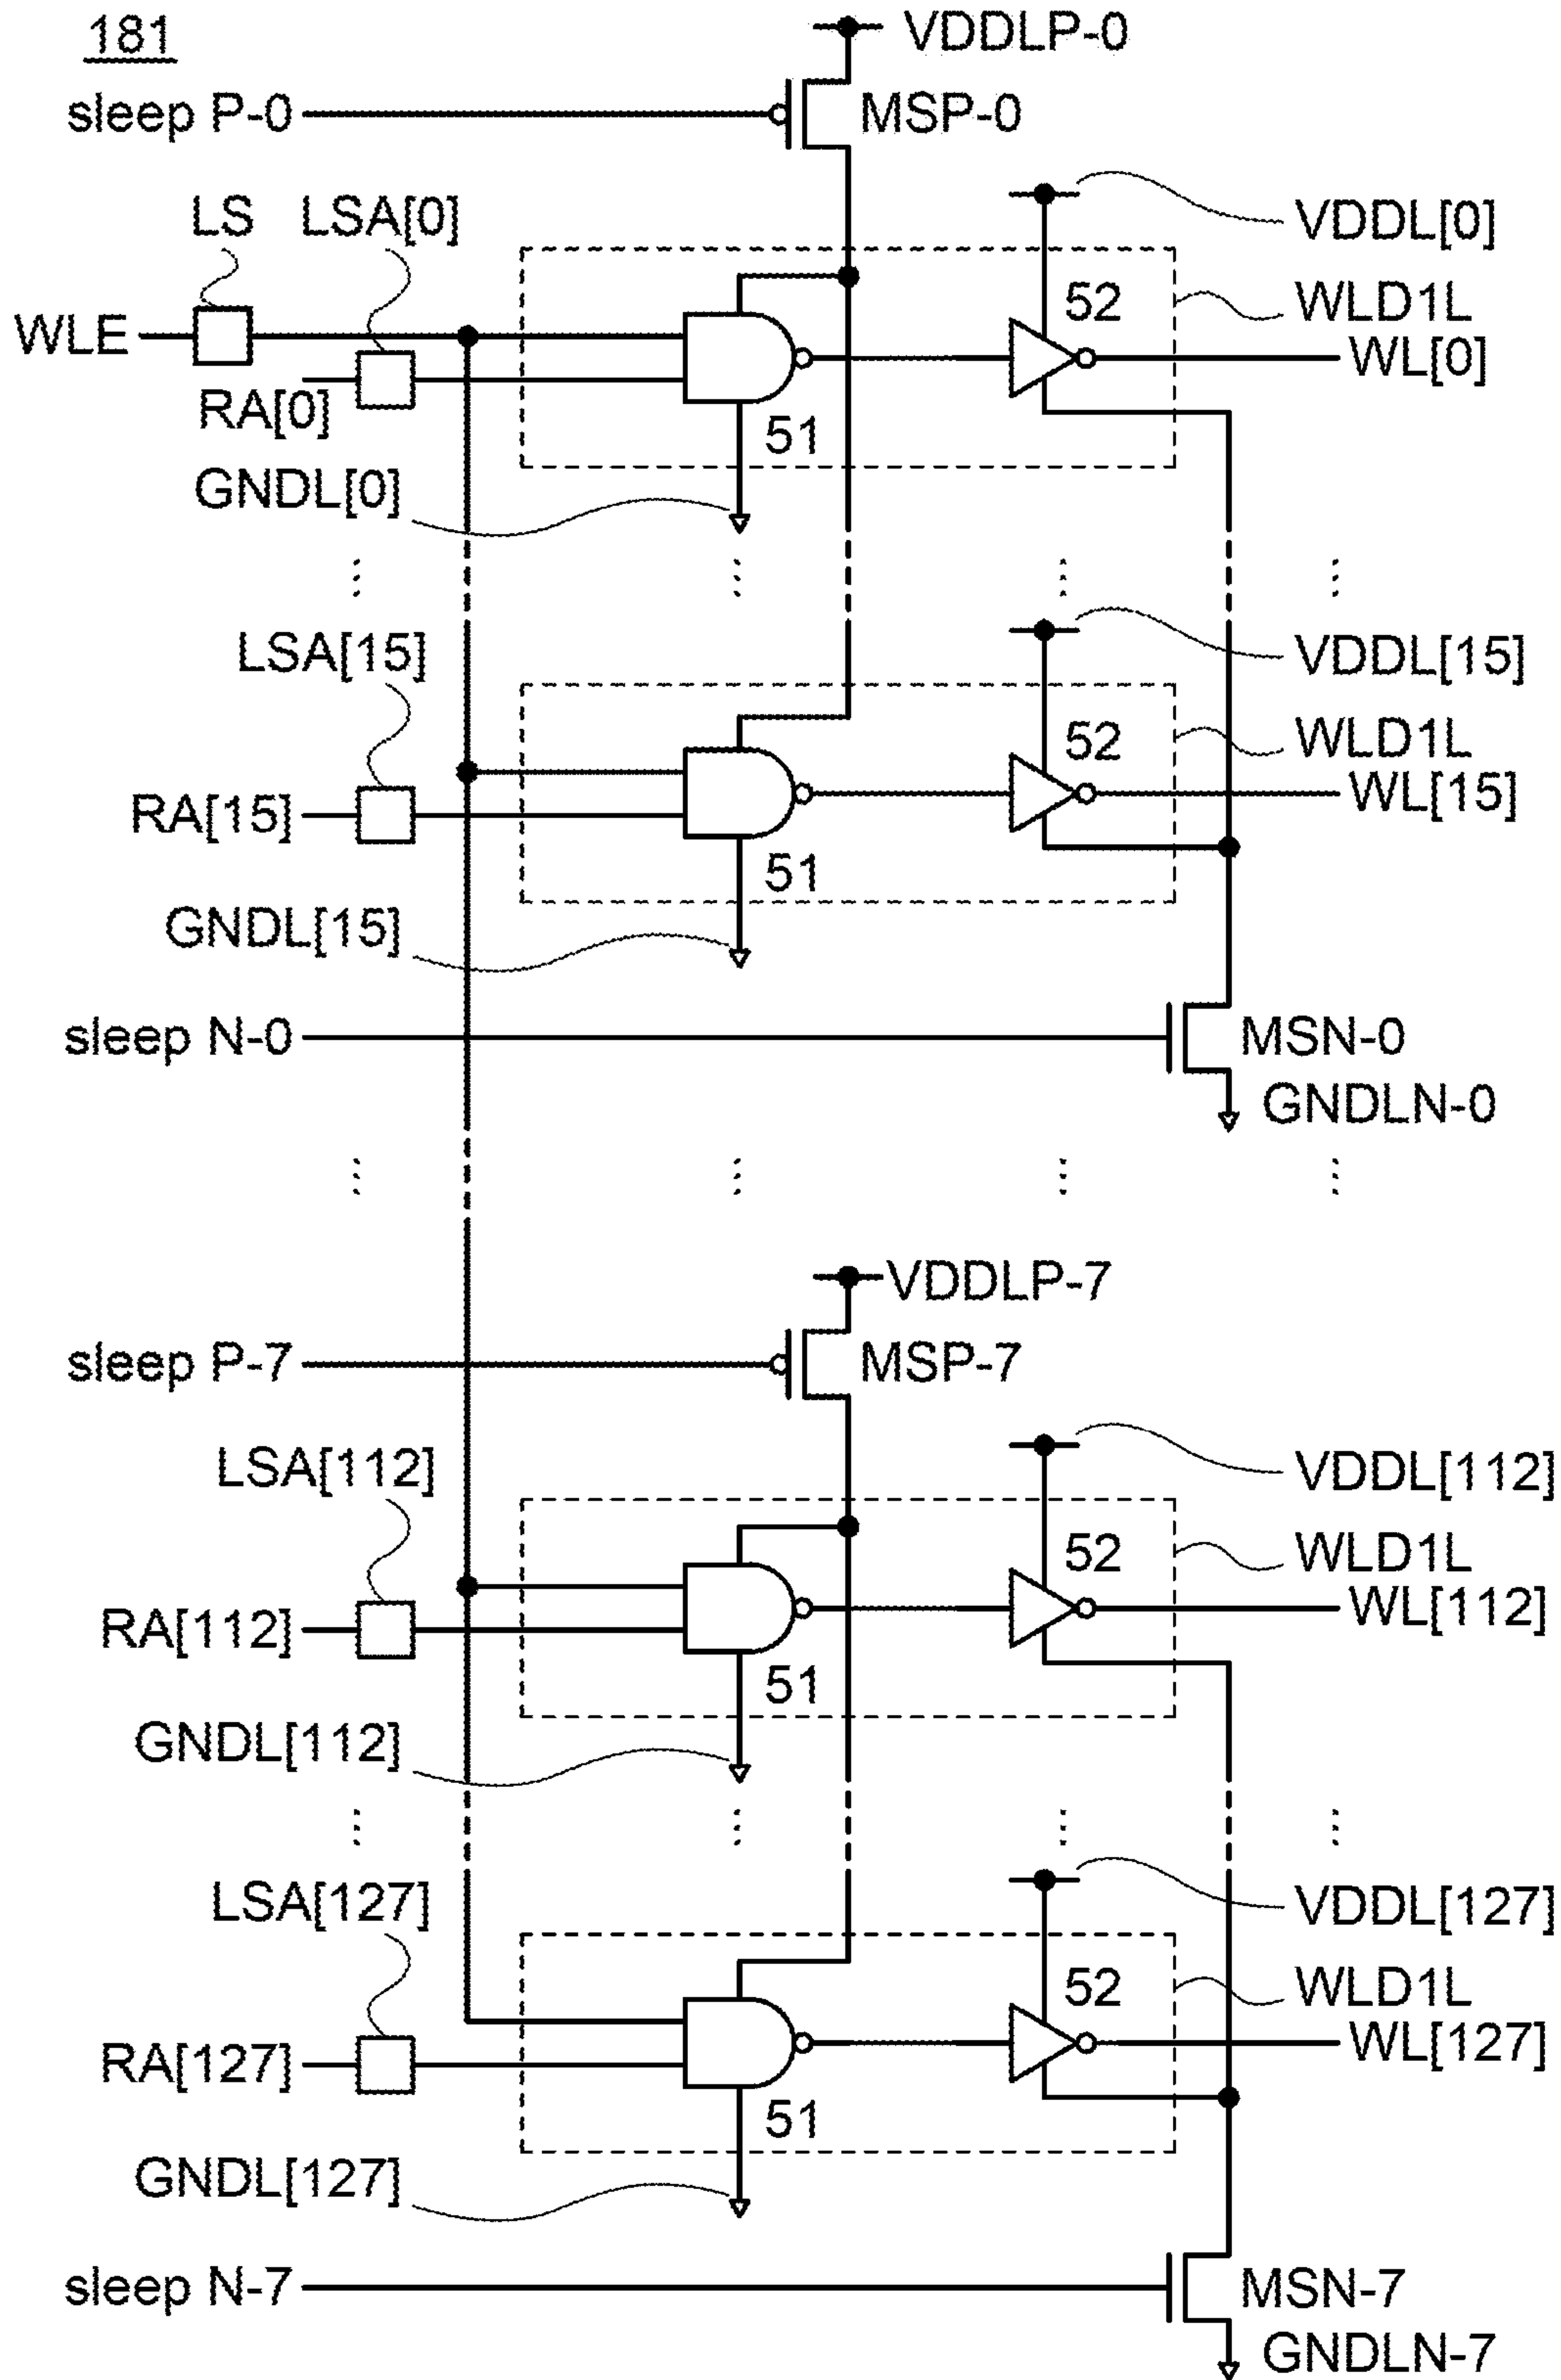 181
VDDLP-0
sleep P-0
MSP-0
LS
LSA[0]
VDDL[0]
52
WLD1L
WLE
WL[0]
RA[0]
51
GNDL[0]
LSA[15]
VDDL[15]
52
WLD1L
RA[15]
WL[15]
51
GNDL[15]
sleep N-0
MSN-0
GNDLN-0
VDDLP-7
sleep P-7
MSP-7
LSA[112]
VDDL[112]
52
WLD1L
RA[112]
WL[112]
51
GNDL[112]
LSA[127]
VDDL[127]
52
WLD1L
RA[127]
WL[127]
51
GNDL[127]
sleep N-7
MSN-7
GNDLN-7